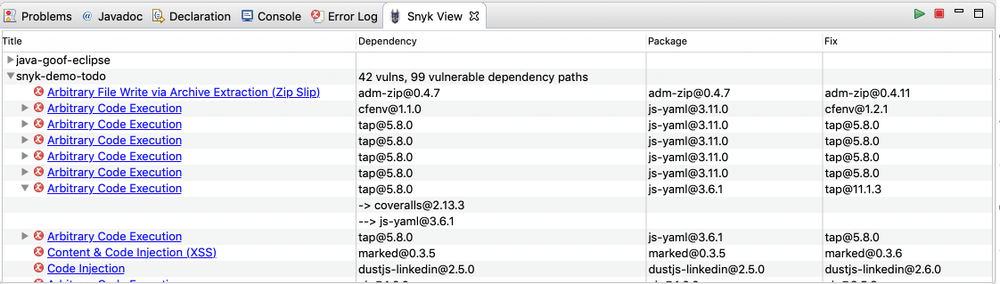 Problems @ Javadoc Declaration Console Error Log Snyk View
Title Dependency Package Fix
java-goof-eclipse
snyk-demo-todo 42 vulns, 99 vulnerable dependency paths
Arbitrary File Write via Archive Extraction (Zip Slip) adm-zip@0.4.7 adm-zip@0.4.7 adm-zip@0.4.11
Arbitrary Code Execution cfenv@1.1.0 js-yaml@3.11.0 cfenv@1.2.1
Arbitrary Code Execution tap@5.8.0 js-yaml@3.11.0 tap@5.8.0
Arbitrary Code Execution tap@5.8.0 js-yaml@3.11.0 tap@5.8.0
Arbitrary Code Execution tap@5.8.0 js-yaml@3.11.0 tap@5.8.0
Arbitrary Code Execution tap@5.8.0 js-yaml@3.11.0 tap@5.8.0
Arbitrary Code Execution tap@5.8.0 js-yaml@3.6.1 tap@11.1.3
-> coveralls@2.13.3
--> js-yaml@3.6.1
Arbitrary Code Execution tap@5.8.0 js-yaml@3.6.1 tap@5.8.0
Content & Code Injection (XSS) marked@0.3.5 marked@0.3.5 marked@0.3.6
Code Injection dustjs-linkedin@2.5.0 dustjs-linkedin@2.5.0 dustjs-linkedin@2.6.0